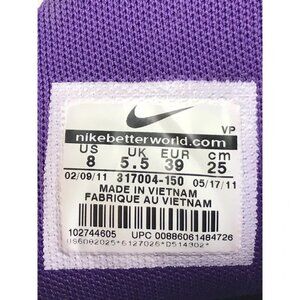 VP
nikebetterworld.com
US UK EUR cm
8 5.5 39 25
02/09/11 317004-150 05/17/11
MADE IN VIETNAM
FABRIQUE AU VIETNAM
102744605 UPC 00886061484726